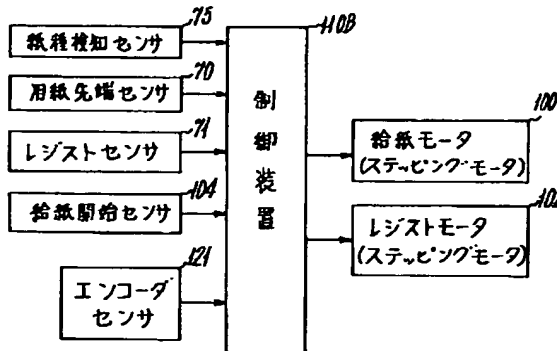 75
紙種検知センサ
70
用紙先端センサ
71
レジストセンサ
104
給紙開始センサ
121
エンコーダ
センサ
110B
制御装置
100
給紙モータ
(ステッピングモータ)
102
レジストモータ
(ステッピングモータ)